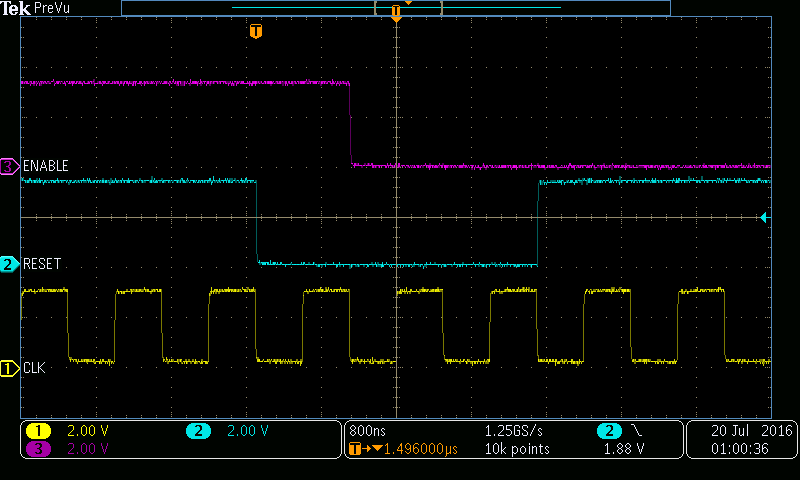 Tek PreVu
T
T
3 ENABLE
2 RESET
1 CLK
1 2.00 V 2 2.00 V 800ns 1.25GS/s 2 20 Jul 2016
3 2.00 V T→▼1.496000µs 10k points 1.88 V 01:00:36